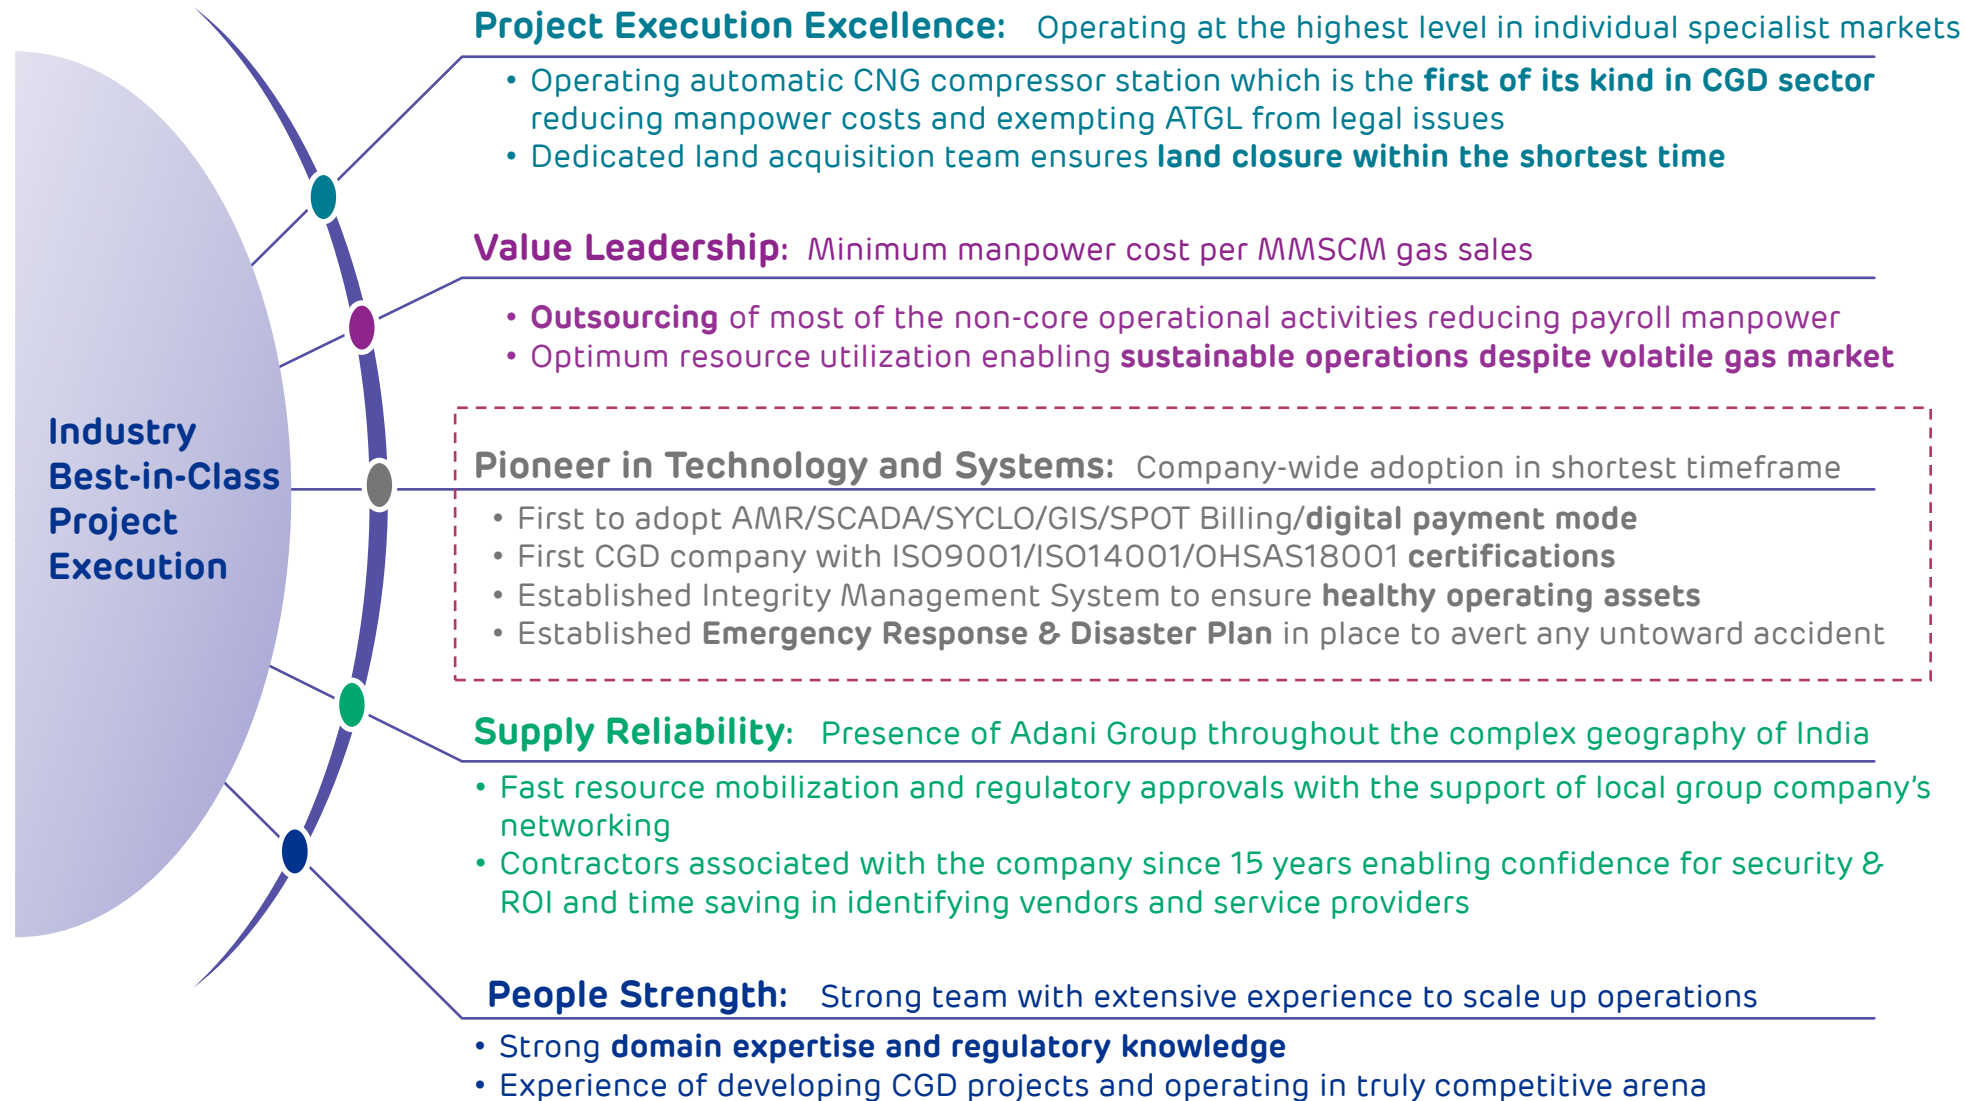 Industry
Best-in-Class
Project
Execution
Project Execution Excellence: Operating at the highest level in individual specialist markets
• Operating automatic CNG compressor station which is the first of its kind in CGD sector
reducing manpower costs and exempting ATGL from legal issues
• Dedicated land acquisition team ensures land closure within the shortest time
Value Leadership: Minimum manpower cost per MMSCM gas sales
• Outsourcing of most of the non-core operational activities reducing payroll manpower
• Optimum resource utilization enabling sustainable operations despite volatile gas market
Pioneer in Technology and Systems: Company-wide adoption in shortest timeframe
• First to adopt AMR/SCADA/SYCLO/GIS/SPOT Billing/digital payment mode
• First CGD company with ISO9001/ISO14001/OHSAS18001 certifications
• Established Integrity Management System to ensure healthy operating assets
• Established Emergency Response & Disaster Plan in place to avert any untoward accident
Supply Reliability: Presence of Adani Group throughout the complex geography of India
• Fast resource mobilization and regulatory approvals with the support of local group company's
networking
• Contractors associated with the company since 15 years enabling confidence for security &
ROI and time saving in identifying vendors and service providers
People Strength: Strong team with extensive experience to scale up operations
• Strong domain expertise and regulatory knowledge
• Experience of developing CGD projects and operating in truly competitive arena